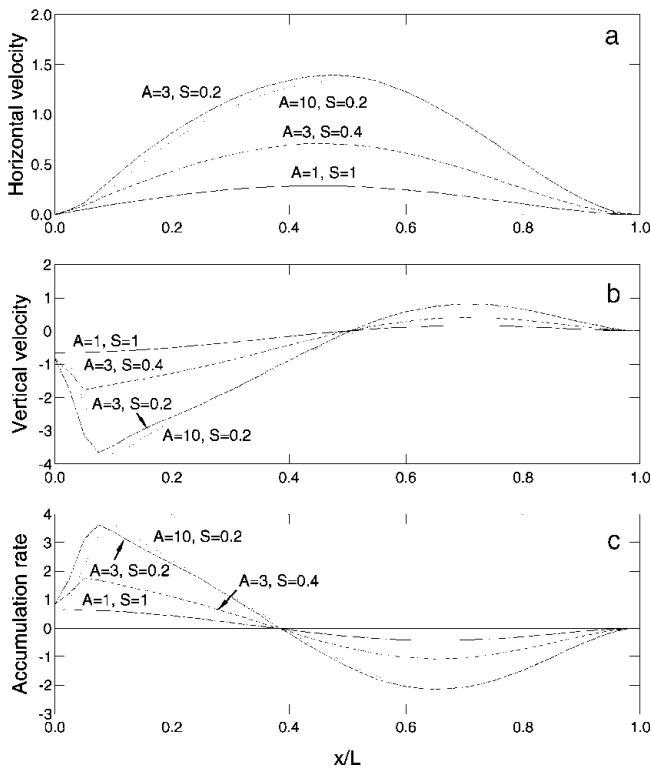 a
Horizontal velocity
2.0
1.5
1.0
0.5
0.0
A=3, S=0.2
A=10, S=0.2
A=3, S=0.4
A=1, S=1
0.0 0.2 0.4 0.6 0.8 1.0
b
Vertical velocity
4
3
2
1
0
-1
-2
-3
-4
A=1, S=1
A=3, S=0.4
A=3, S=0.2
A=10, S=0.2
0.0 0.2 0.4 0.6 0.8 1.0
c
Accumulation rate
4
3
2
1
0
-1
-2
-3
A=10, S=0.2
A=3, S=0.2
A=3, S=0.4
A=1, S=1
0.0 0.2 0.4 0.6 0.8 1.0
x/L